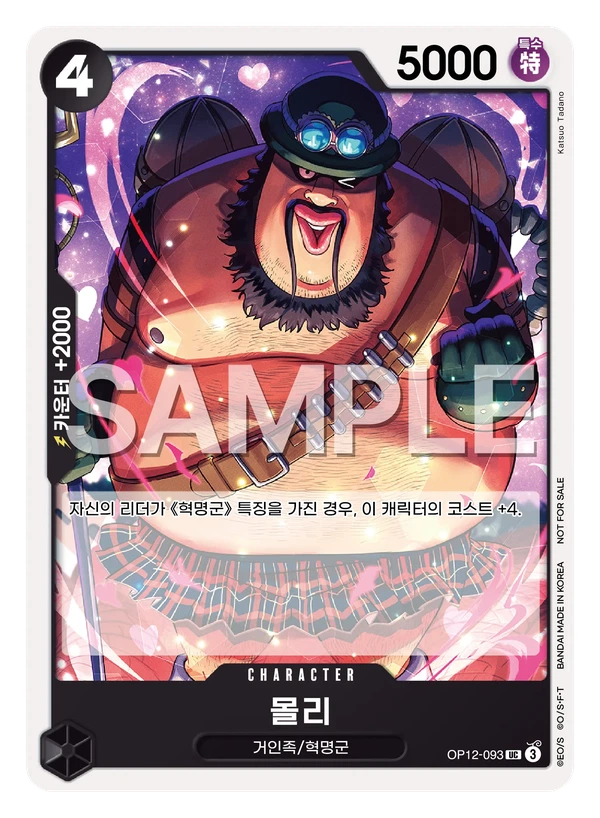 4
5000
특수
特
Katsuo Tadano
카운터 +2000
SAMPLE
자신의 리더가 《혁명군》 특징을 가진 경우, 이 캐릭터의 코스트 +4.
CHARACTER
몰리
거인족/혁명군
OP12-093 UC 3
©EO/S ©O/S·F·T BANDAI MADE IN KOREA NOT FOR SALE